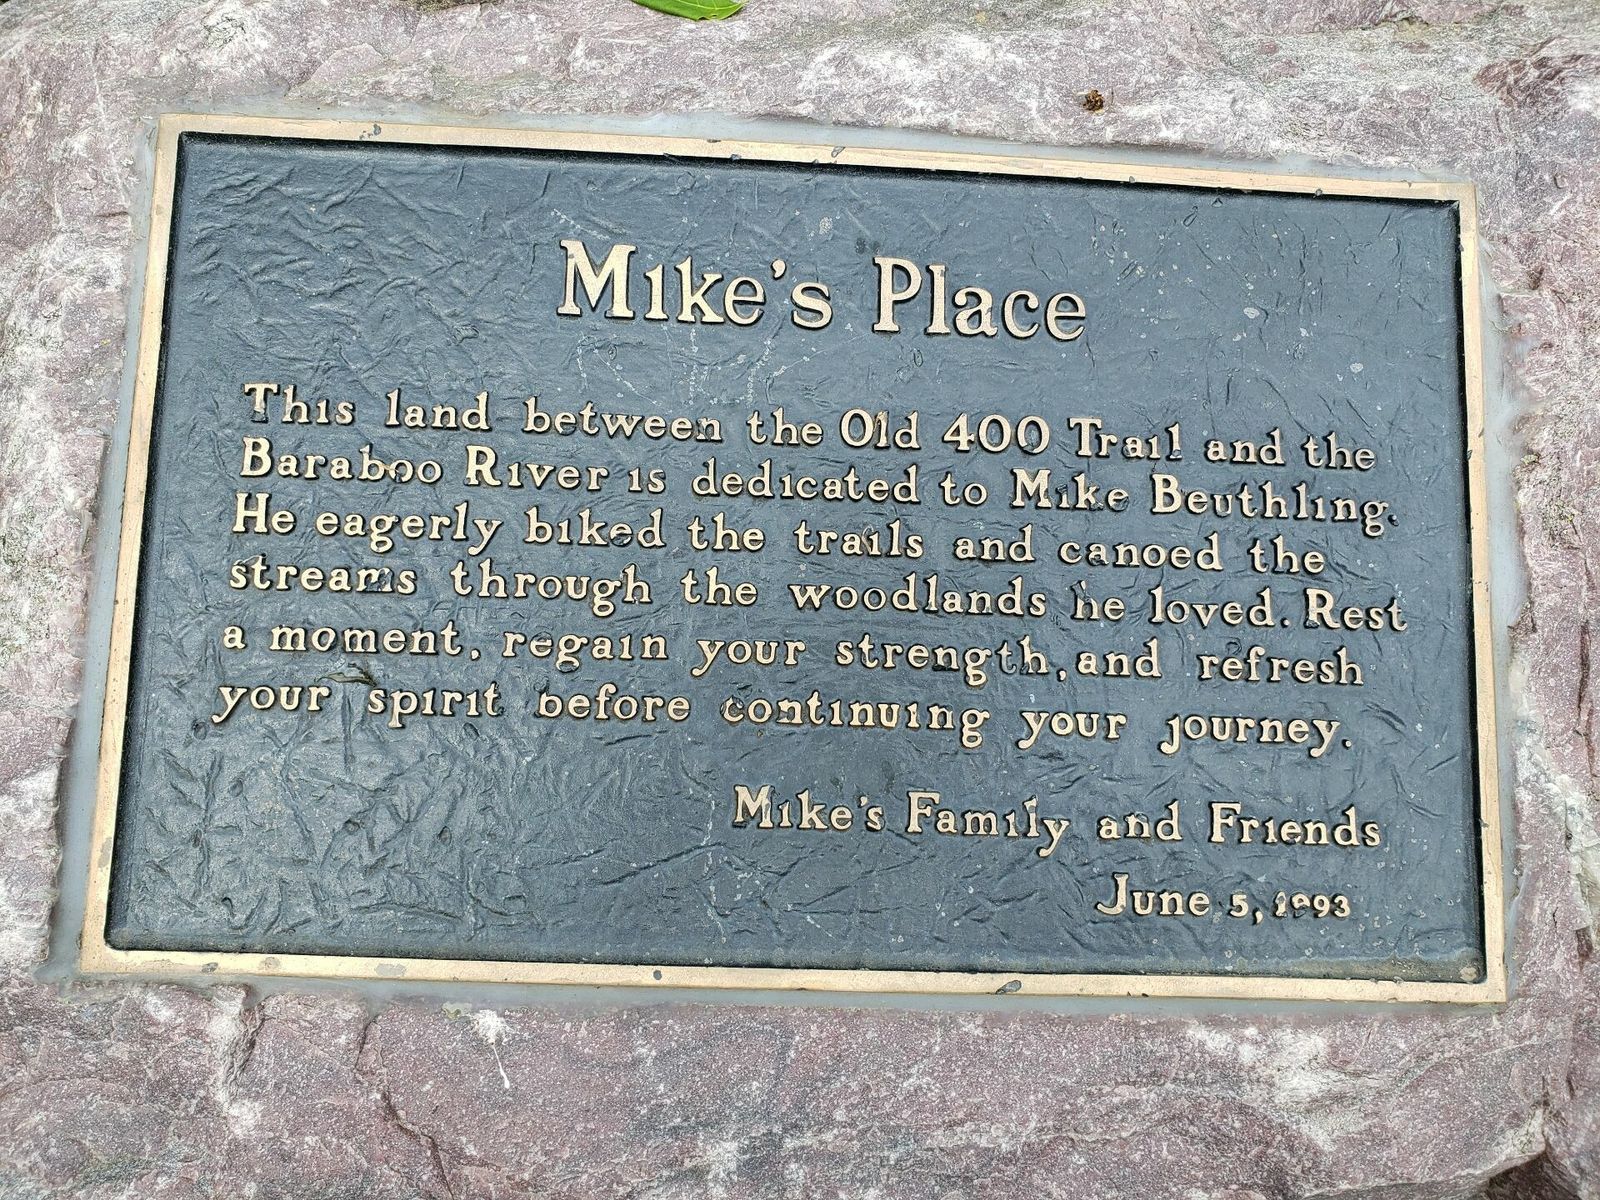 Mike's Place
This land between the Old 400 Trail and the
Baraboo River is dedicated to Mike Beuthling.
He eagerly biked the trails and canoed the
streams through the woodlands he loved. Rest
a moment, regain your strength, and refresh
your spirit before continuing your journey.
Mike's Family and Friends
June 5, 1993